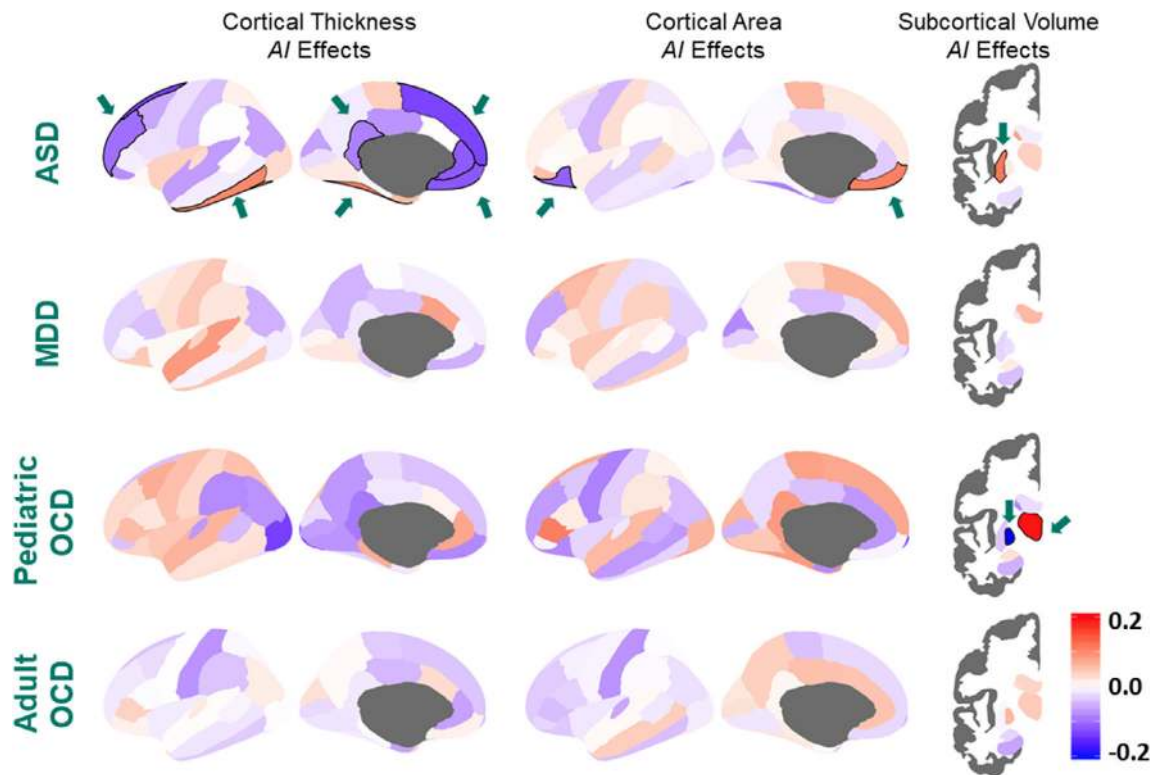 Cortical Thickness
AI Effects
Cortical Area
AI Effects
Subcortical Volume
AI Effects
ASD
MDD
Pediatric
OCD
Adult
OCD
0.2
0.0
-0.2